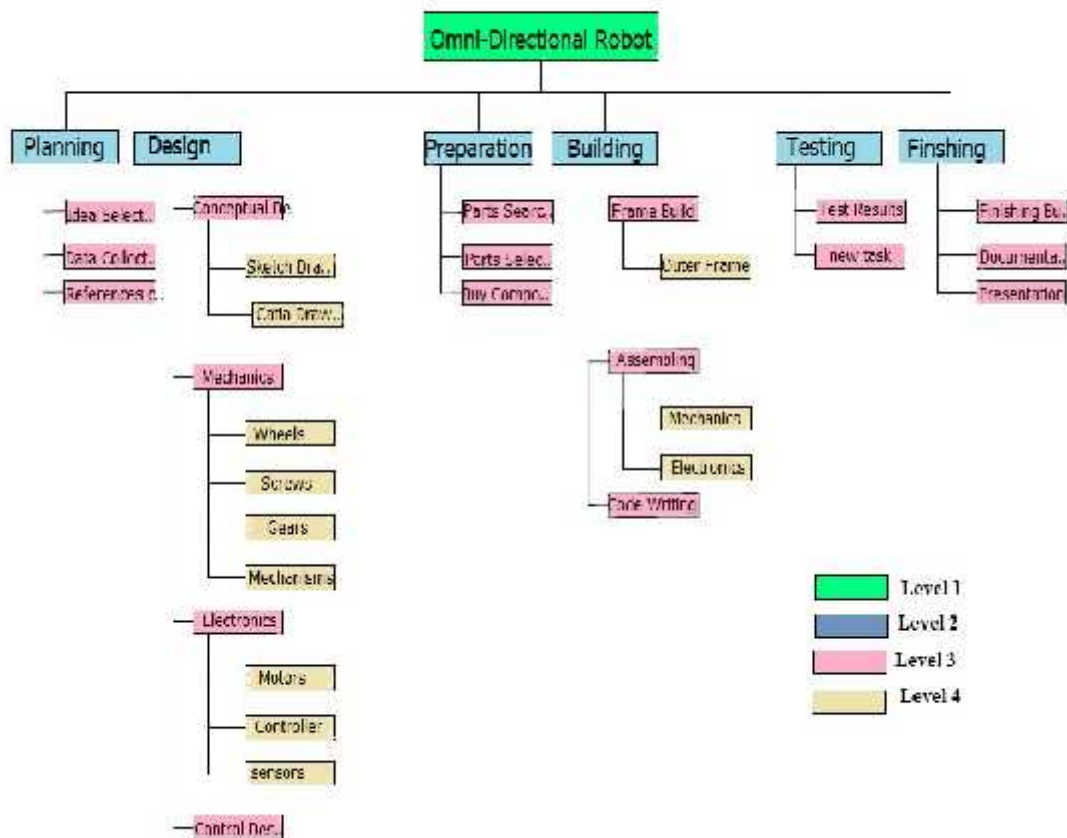 Omni-Directional Robot
Planning
Design
Preparation
Building
Testing
Finshing
Idea Select..
Data Collect..
References
Conceptual De
Sketch Dra..
Catia Draw..
Mechanics
Wheels
Screws
Gears
Mechanisms
Electronics
Motors
Controller
sensors
Control Des..
Parts Searc..
Parts Selec..
Buy Compo..
Frame Build
Outer Frame
Assembling
Mechanics
Electronics
Code Writing
Test Results
new task
Finishing Bu..
Documenta..
Presentation
Level 1
Level 2
Level 3
Level 4